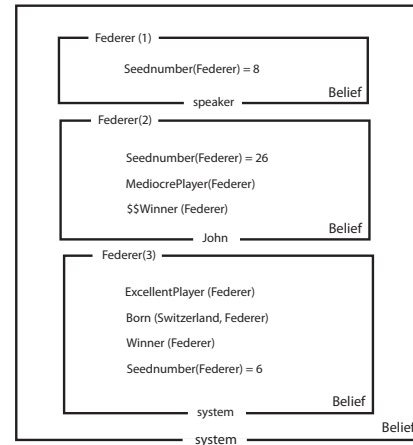 Federer (1)
Seednumber(Federer) = 8
Belief
speaker
Federer(2)
Seednumber(Federer) = 26
MediocrePlayer(Federer)
$$Winner (Federer)
Belief
John
Federer(3)
ExcellentPlayer (Federer)
Born (Switzerland, Federer)
Winner (Federer)
Seednumber(Federer) = 6
Belief
system
Belief
system